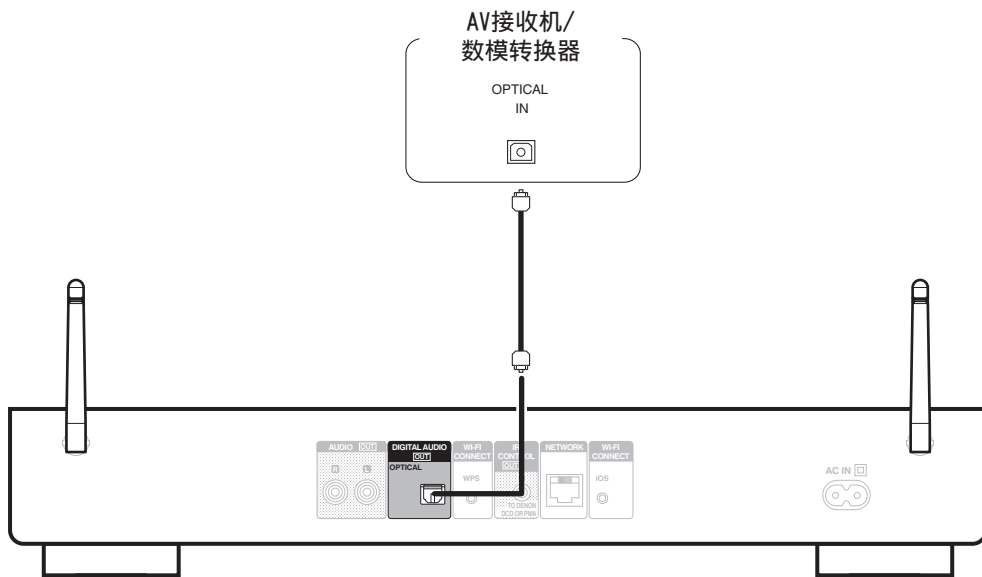 AV接收机/
数模转换器
OPTICAL
IN
AUDIO OUT
R L
DIGITAL AUDIO
OUT
OPTICAL
WI-FI
CONNECT
WPS
IR
CONTROL
OUT
TO DENON
DCD OR PMA
NETWORK
WI-FI
CONNECT
iOS
AC IN